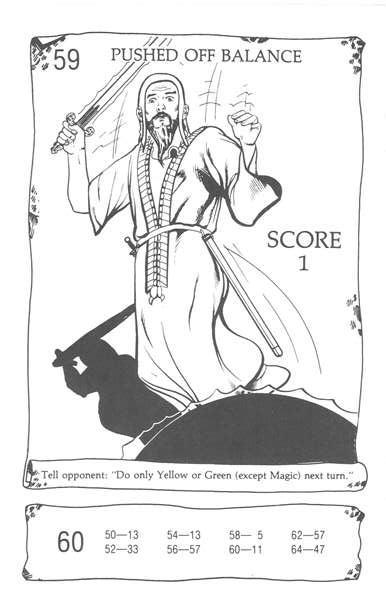 59
PUSHED OFF BALANCE
SCORE
1
Tell opponent: "Do only Yellow or Green (except Magic) next turn."
60
50—13 54—13 58— 5 62—57
52—33 56—57 60—11 64—47